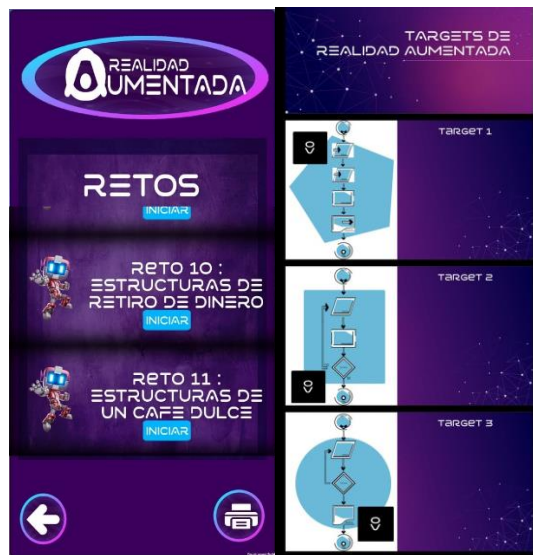 REALIDAD
AUMENTADA
RETOS
INICIAR
RETO 10 :
ESTRUCTURAS DE
RETIRO DE DINERO
INICIAR
RETO 11 :
ESTRUCTURAS DE
UN CAFE DULCE
INICIAR
TARGETS DE
REALIDAD AUMENTADA
TARGET 1
TARGET 2
TARGET 3